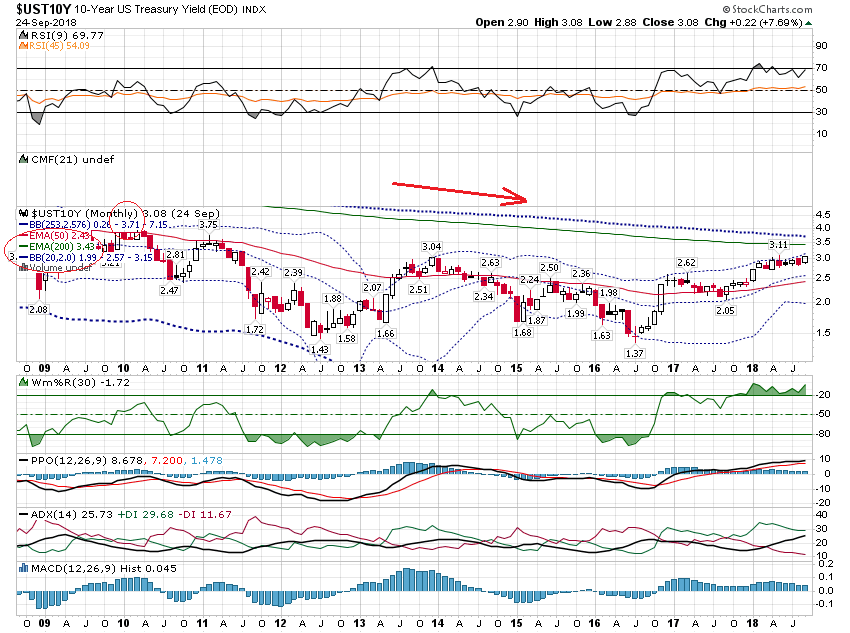 $UST10Y 10-Year US Treasury Yield (EOD) INDX
© StockCharts.com
24-Sep-2018
Open 2.90 High 3.08 Low 2.88 Close 3.08 Chg +0.22 (+7.69%)
RSI(9) 69.77
RSI(45) 54.09
90
70
50
30
10
CMF(21) undef
$UST10Y (Monthly) 3.08 (24 Sep)
BB(253,2.576) 0.26 - 3.71 - 7.15
EMA(50) 2.43
EMA(200) 3.43
BB(20,2.0) 1.99 - 2.57 - 3.15
Volume undef
4.5
4.0
3.5
3.0
2.5
2.0
1.5
2.08
2.81
2.47
3.75
2.42
1.72
2.39
1.43
1.88
1.58
2.07
1.66
2.51
3.04
2.34
2.63
1.68
2.24
1.87
2.50
1.99
2.36
1.98
1.63
1.37
2.62
2.05
3.11
O 09 A J O 10 A J O 11 A J O 12 A J O 13 A J O 14 A J O 15 A J O 16 A J O 17 A J O 18 A J
Wm%R(30) -1.72
-20
-50
-80
PPO(12,26,9) 8.678, 7.200, 1.478
10
0
-10
-20
ADX(14) 25.73 +DI 29.68 -DI 11.67
40
30
20
10
MACD(12,26,9) Hist 0.045
0.2
0.1
0.0
-0.1
O 09 A J O 10 A J O 11 A J O 12 A J O 13 A J O 14 A J O 15 A J O 16 A J O 17 A J O 18 A J